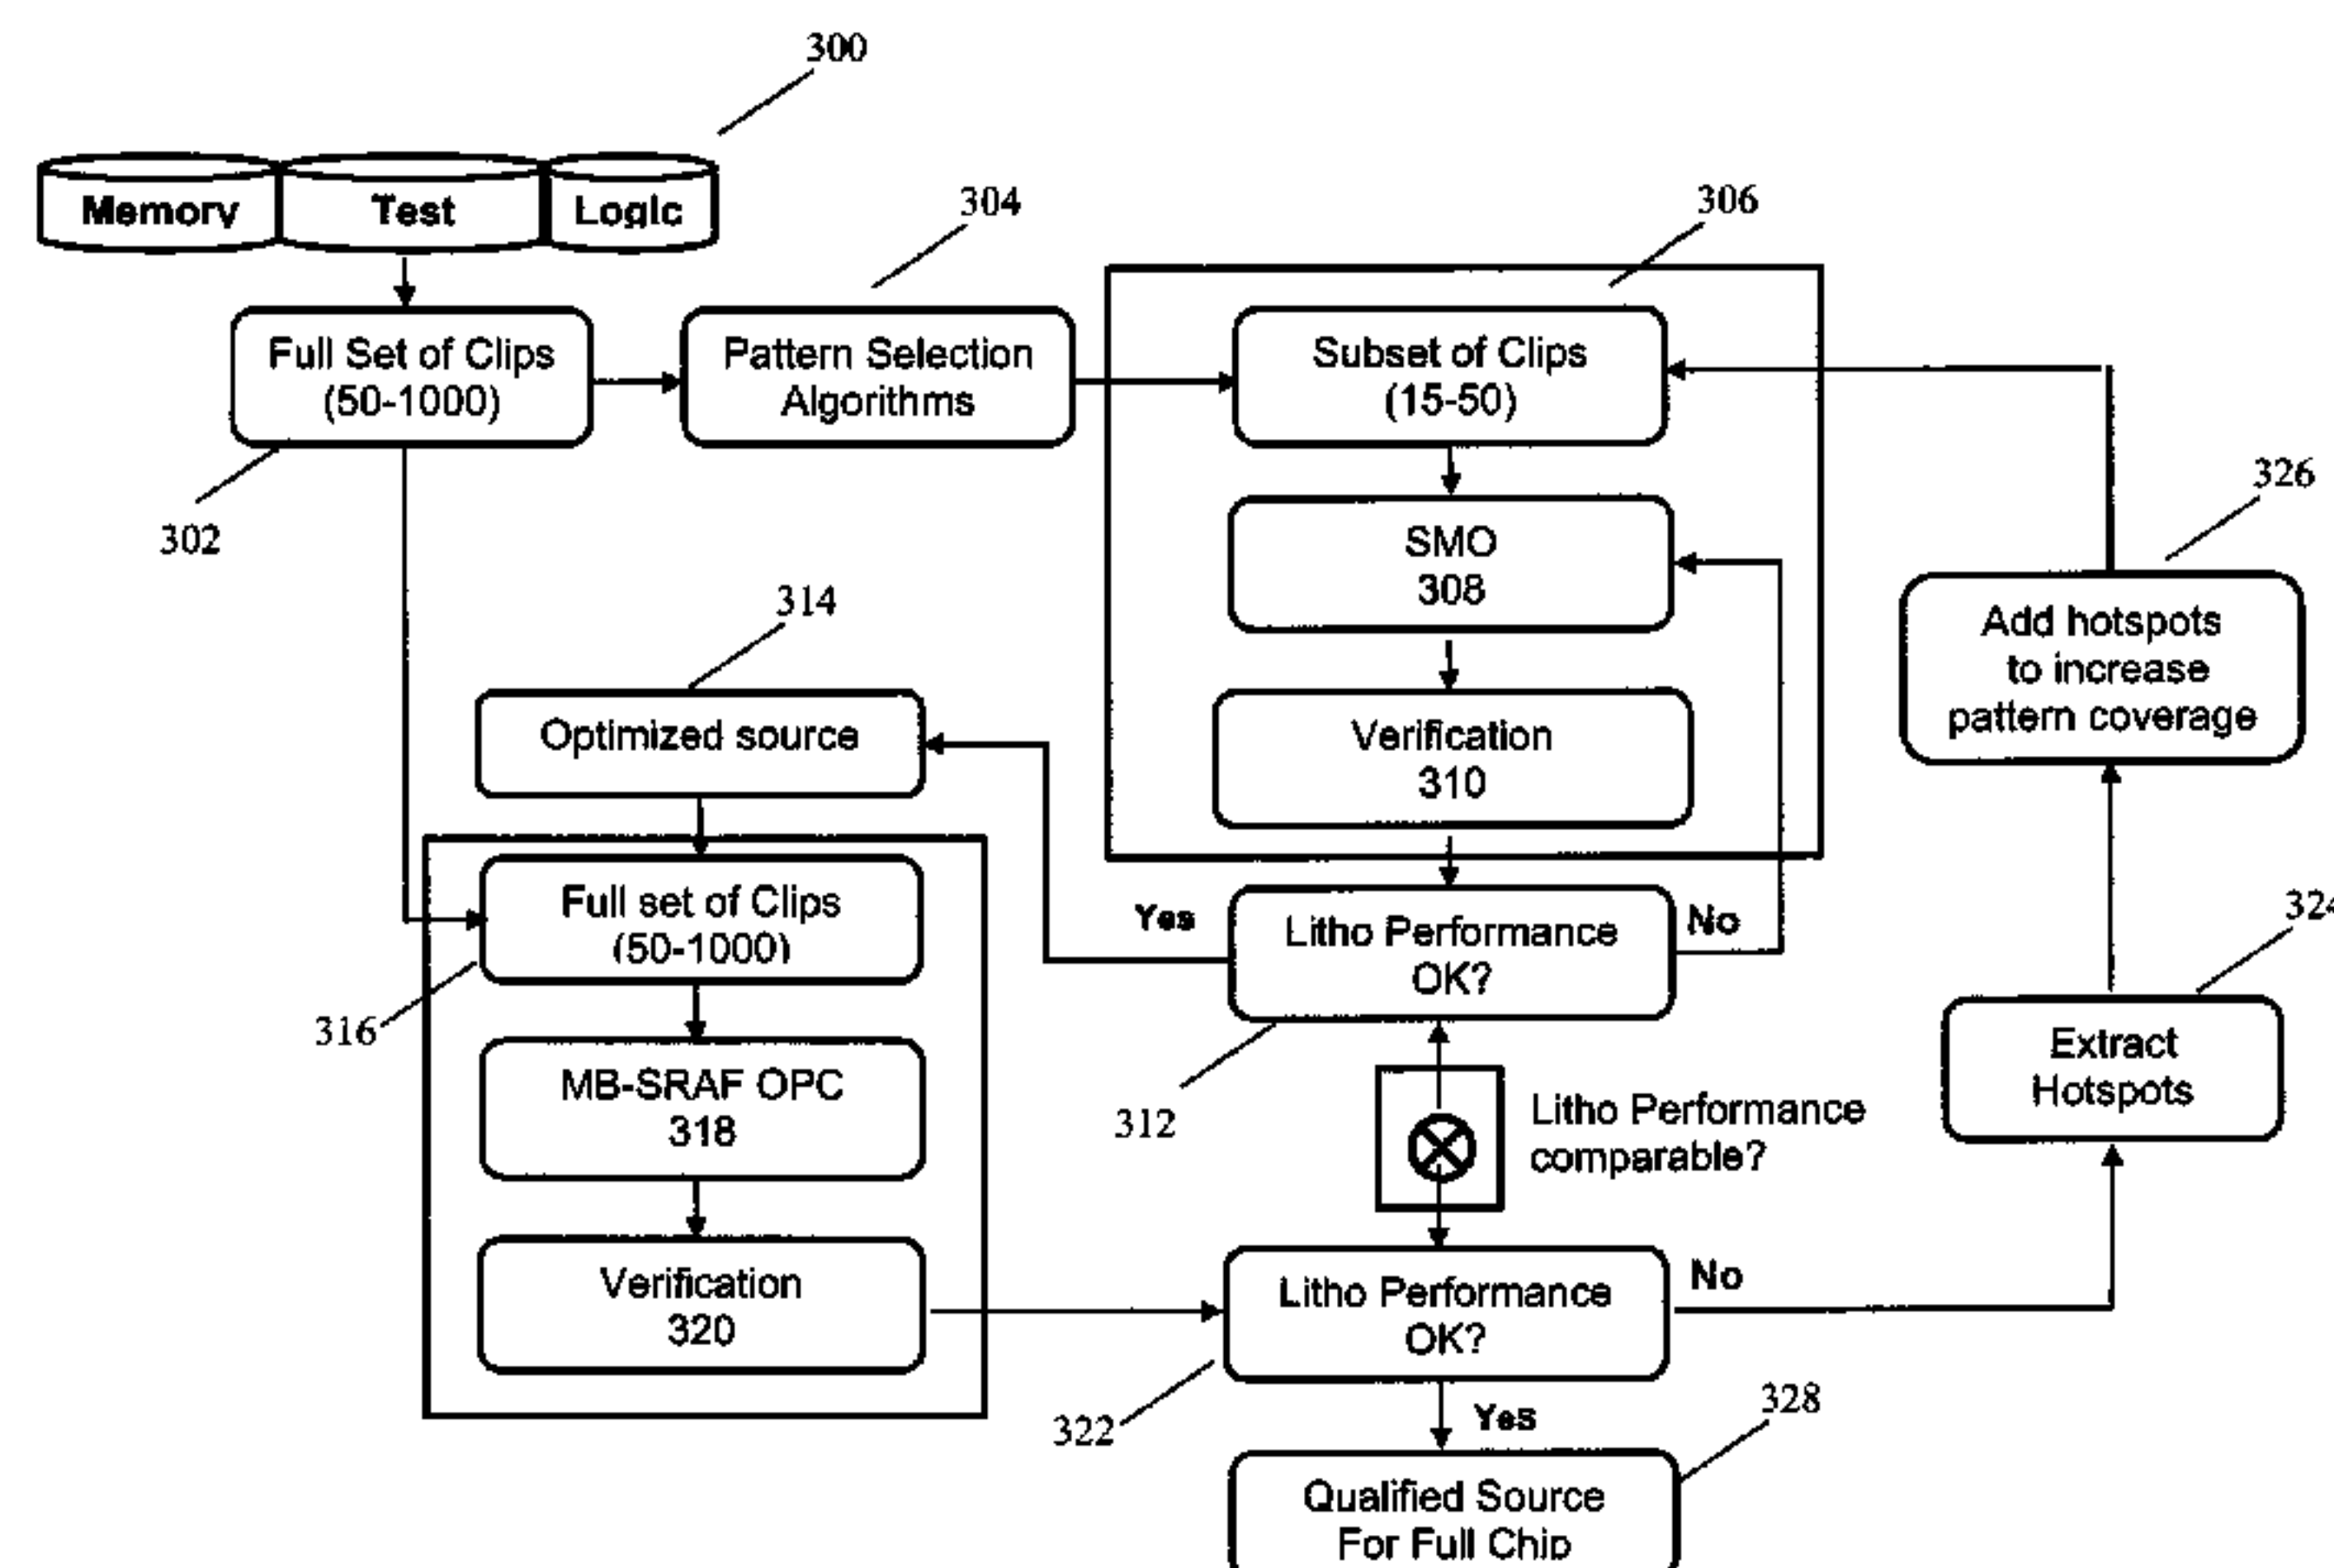 300
Memory
Test
Logic
304
306
Full Set of Clips
(50-1000)
Pattern Selection
Algorithms
Subset of Clips
(15-50)
302
SMO
308
326
Add hotspots
to increase
pattern coverage
314
Optimized source
Verification
310
Full set of Clips
(50-1000)
316
Yes
Litho Performance
OK?
No
312
324
Extract
Hotspots
MB-SRAF OPC
318
Litho Performance
comparable?
Verification
320
Litho Performance
OK?
No
322
Yes
328
Qualified Source
For Full Chip